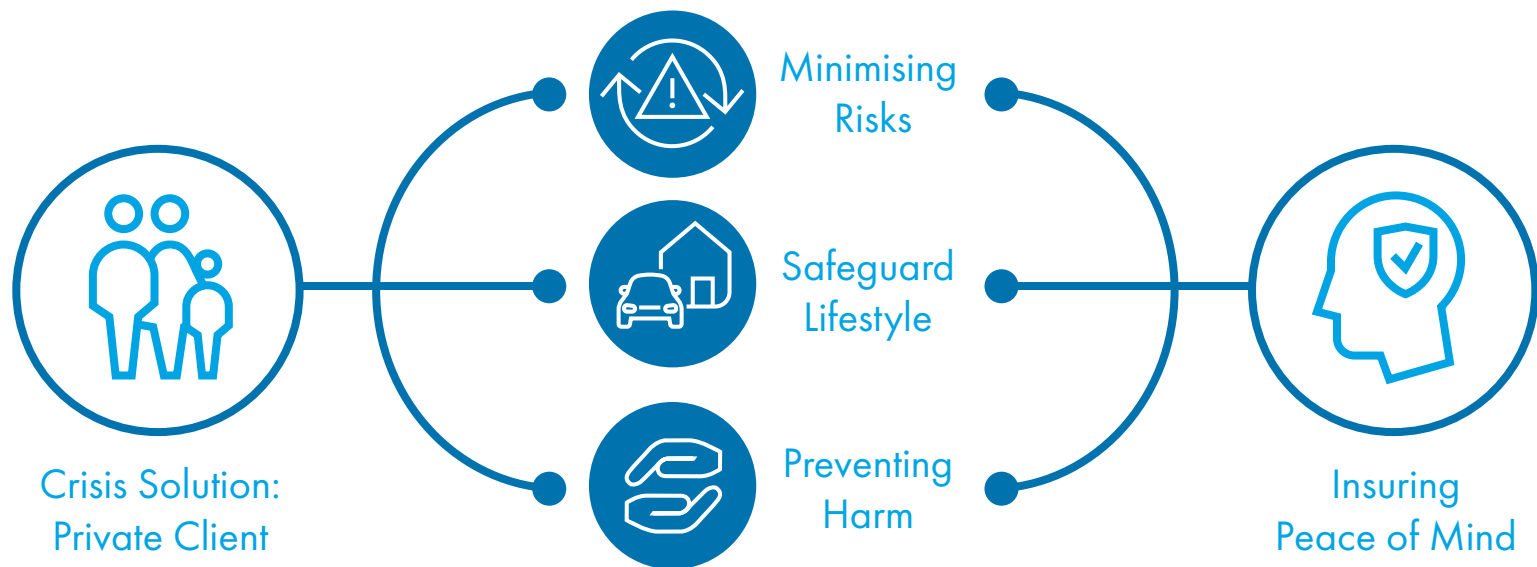 Crisis Solution:
Private Client
Minimising
Risks
Safeguard
Lifestyle
Preventing
Harm
Insuring
Peace of Mind